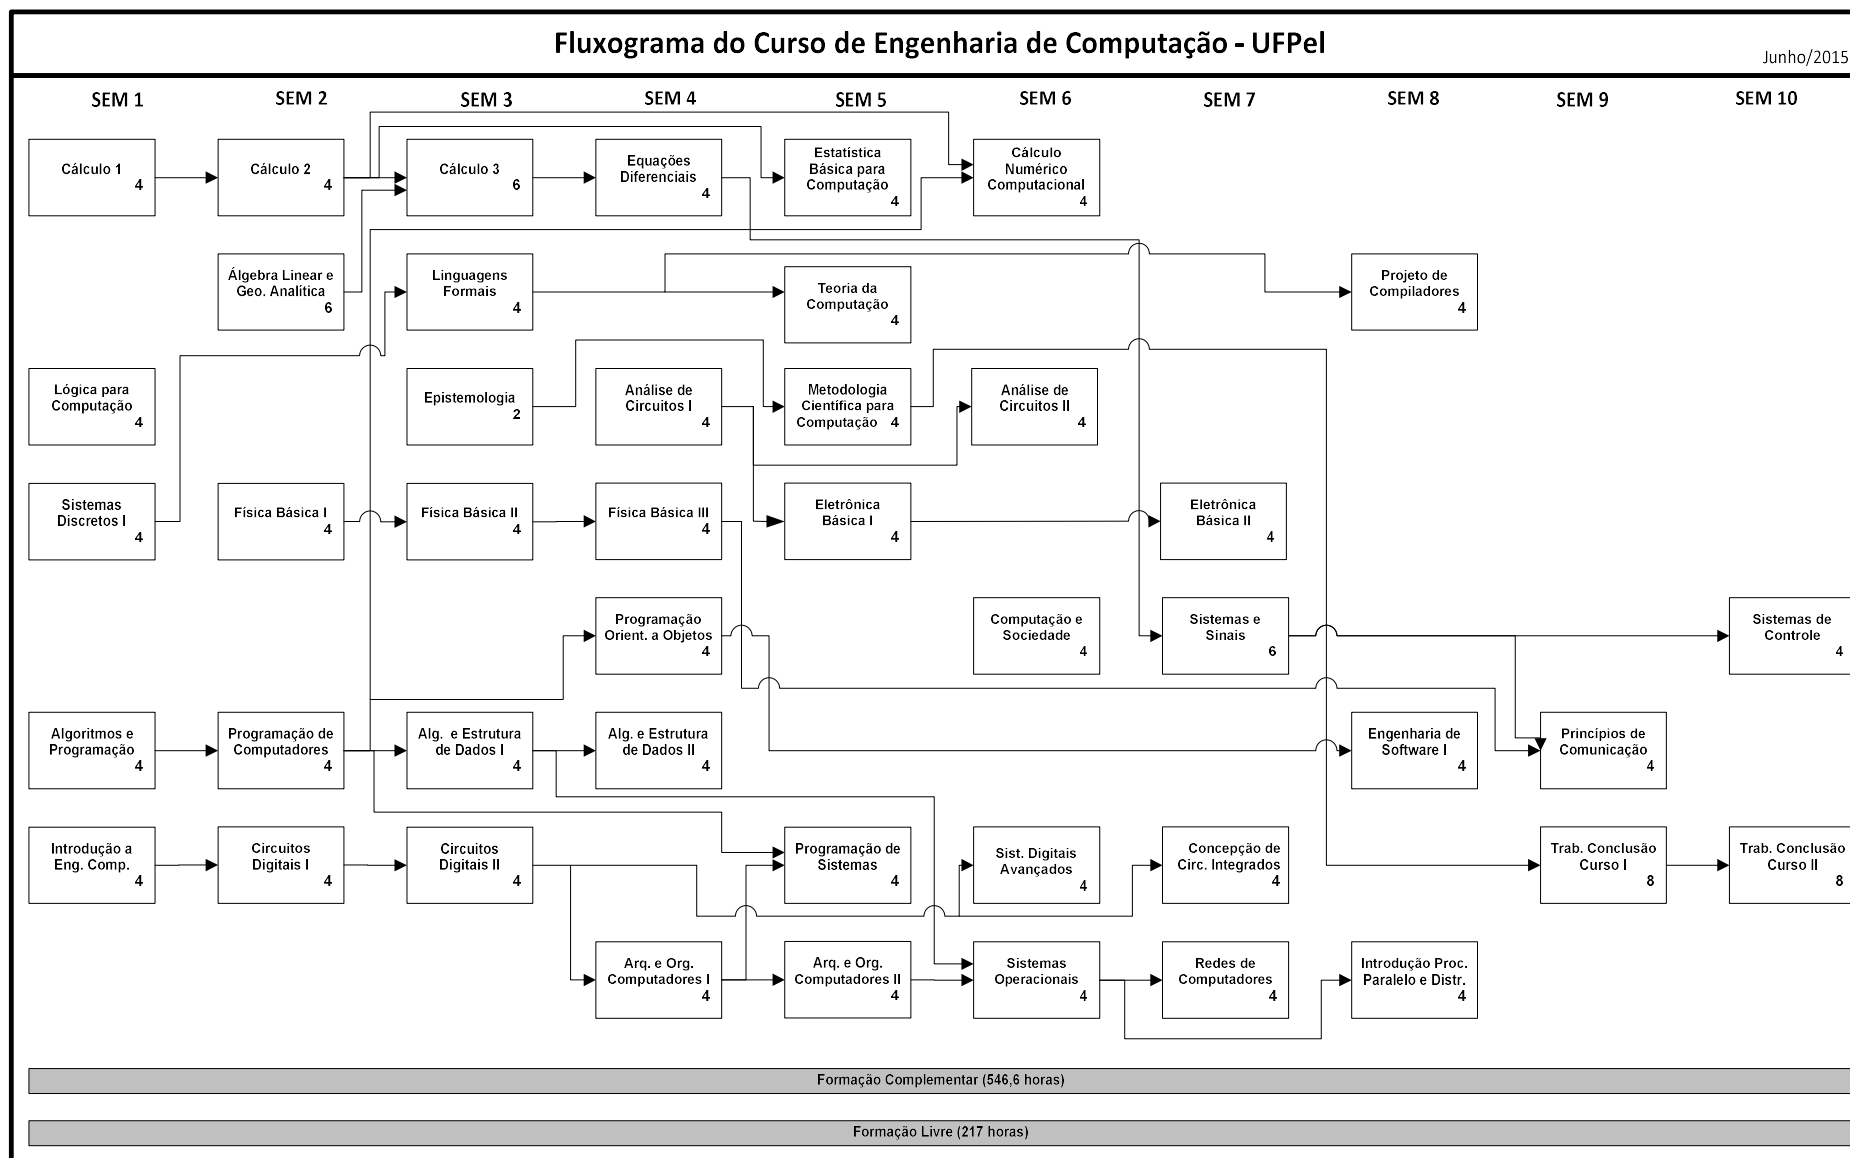 Fluxograma do Curso de Engenharia de Computação - UFPel
Junho/2015
SEM 1
SEM 2
SEM 3
SEM 4
SEM 5
SEM 6
SEM 7
SEM 8
SEM 9
SEM 10
Cálculo 1
4
Cálculo 2
4
Cálculo 3
6
Equações
Diferenciais
4
Estatística
Básica para
Computação
4
Cálculo
Numérico
Computacional
4
Álgebra Linear e
Geo. Analítica
6
Linguagens
Formais
4
Teoria da
Computação
4
Projeto de
Compiladores
4
Lógica para
Computação
4
Epistemologia
2
Análise de
Circuitos I
4
Metodologia
Científica para
Computação 4
Análise de
Circuitos II
4
Sistemas
Discretos I
4
Física Básica I
4
Física Básica II
4
Física Básica III
4
Eletrônica
Básica I
4
Eletrônica
Básica II
4
Programação
Orient. a Objetos
4
Computação e
Sociedade
4
Sistemas e
Sinais
6
Sistemas de
Controle
4
Algoritmos e
Programação
4
Programação de
Computadores
4
Alg. e Estrutura
de Dados I
4
Alg. e Estrutura
de Dados II
4
Engenharia de
Software I
4
Princípios de
Comunicação
4
Introdução a
Eng. Comp.
4
Circuitos
Digitais I
4
Circuitos
Digitais II
4
Programação de
Sistemas
4
Sist. Digitais
Avançados
4
Concepção de
Circ. Integrados
4
Trab. Conclusão
Curso I
8
Trab. Conclusão
Curso II
8
Arq. e Org.
Computadores I
4
Arq. e Org.
Computadores II
4
Sistemas
Operacionais
4
Redes de
Computadores
4
Introdução Proc.
Paralelo e Distr.
4
Formação Complementar (546,6 horas)
Formação Livre (217 horas)